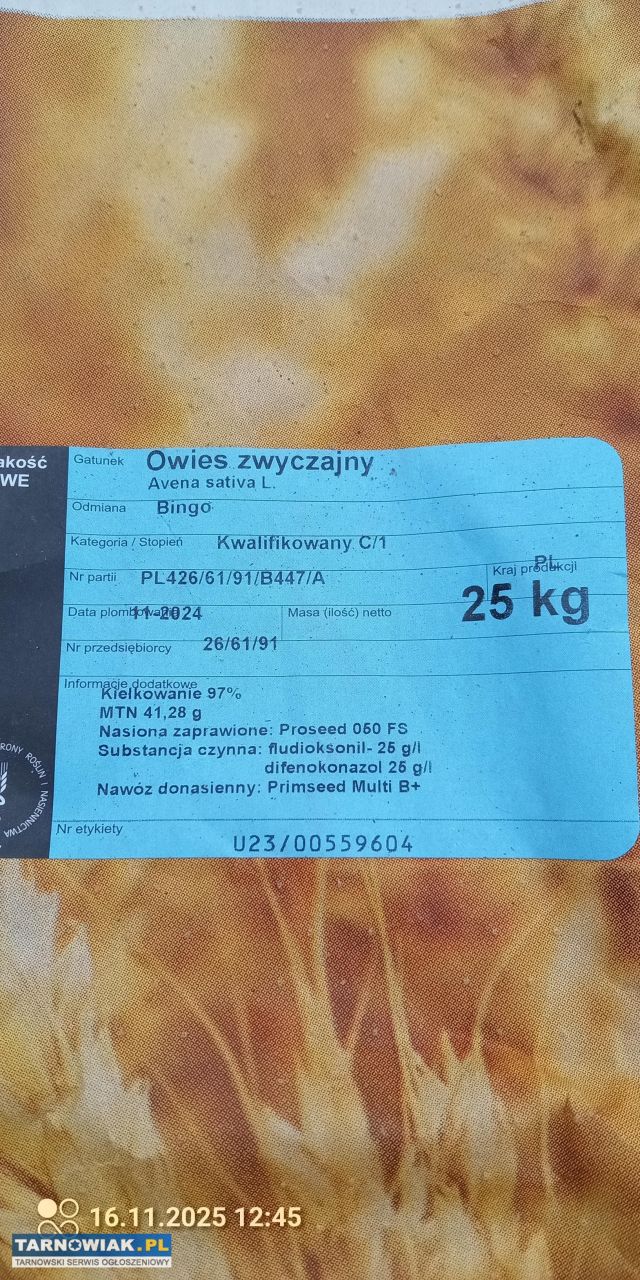 akość
WE
Gatunek Owies zwyczajny
Avena sativa L.
Odmiana Bingo
Kategoria / Stopień Kwalifikowany C/1
Nr partii PL426/61/91/B447/A
Kraj produkcji PL
Data plombowania 11-2024
Masa (ilość) netto 25 kg
Nr przedsiębiorcy 26/61/91
Informacje dodatkowe
Kiełkowanie 97%
MTN 41,28 g
Nasiona zaprawione: Proseed 050 FS
Substancja czynna: fludioksonil- 25 g/l
difenokonazol 25 g/l
Nawóz donasienny: Primseed Multi B+
RONY ROŚLIN I NASIENNICTWA
Nr etykiety
U23/00559604
16.11.2025 12:45
TARNOWIAK.PL
TARNOWSKI SERWIS OGŁOSZENIOWY